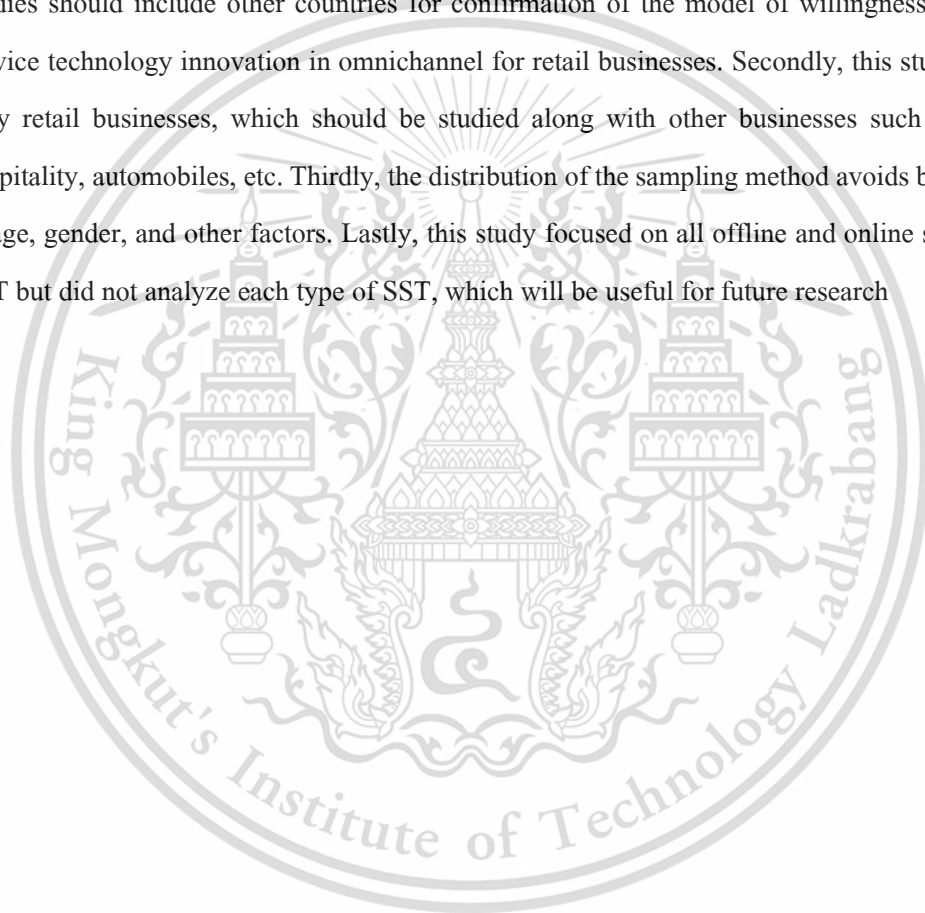 dies should include other countries for confirmation of the model of willingness
vice technology innovation in omnichannel for retail businesses. Secondly, this stu
y retail businesses, which should be studied along with other businesses such
pitality, automobiles, etc. Thirdly, the distribution of the sampling method avoids b
age, gender, and other factors. Lastly, this study focused on all offline and online s
T but did not analyze each type of SST, which will be useful for future research
King Mongkut's Institute of Technology Ladkrabang